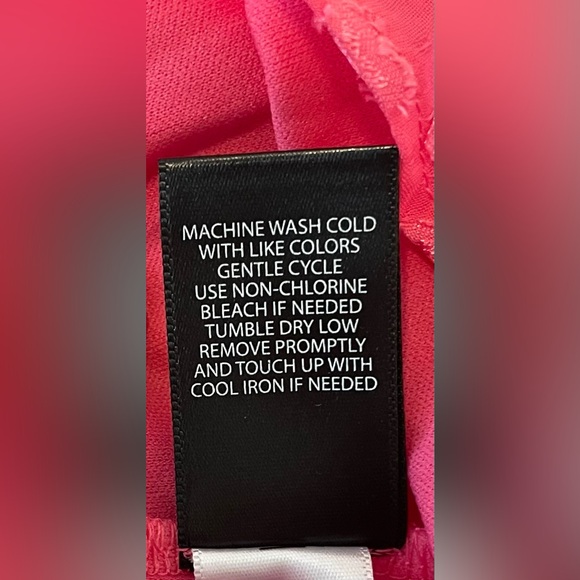 MACHINE WASH COLD
WITH LIKE COLORS
GENTLE CYCLE
USE NON-CHLORINE
BLEACH IF NEEDED
TUMBLE DRY LOW
REMOVE PROMPTLY
AND TOUCH UP WITH
COOL IRON IF NEEDED